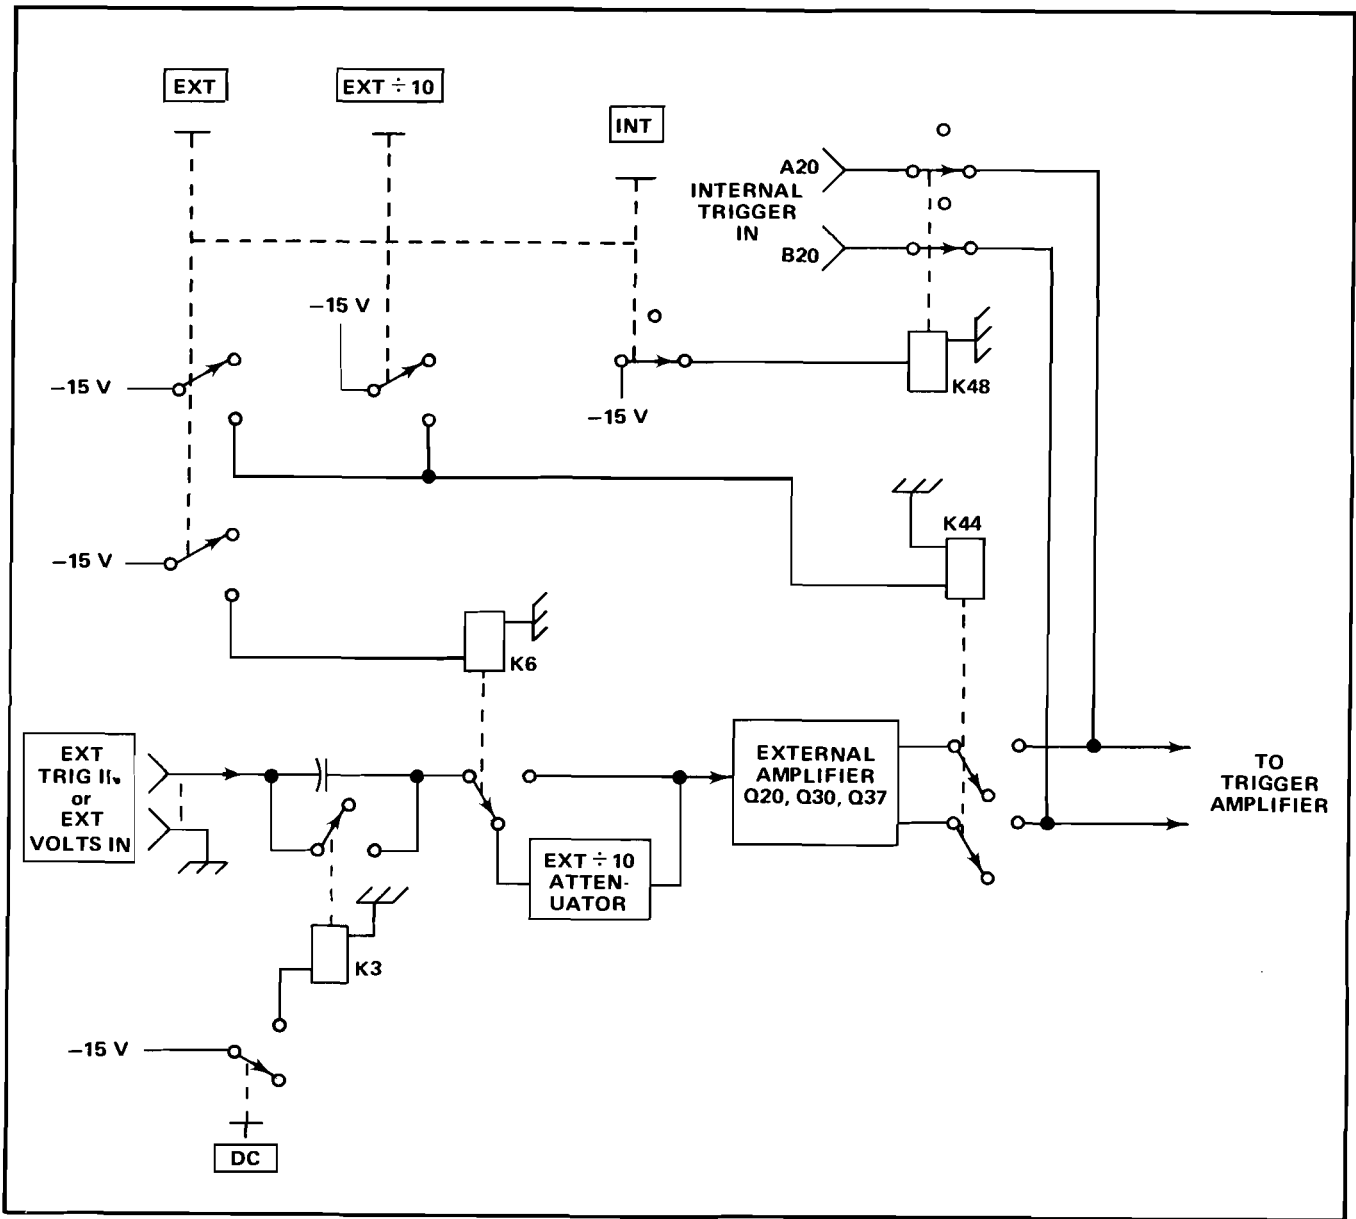 EXT
EXT ÷ 10
INT
A20
INTERNAL
TRIGGER
IN
B20
−15 V
−15 V
−15 V
K48
K44
−15 V
K6
EXT
TRIG IN
or
EXT
VOLTS IN
EXTERNAL
AMPLIFIER
Q20, Q30, Q37
TO
TRIGGER
AMPLIFIER
EXT ÷ 10
ATTEN-
UATOR
K3
−15 V
DC